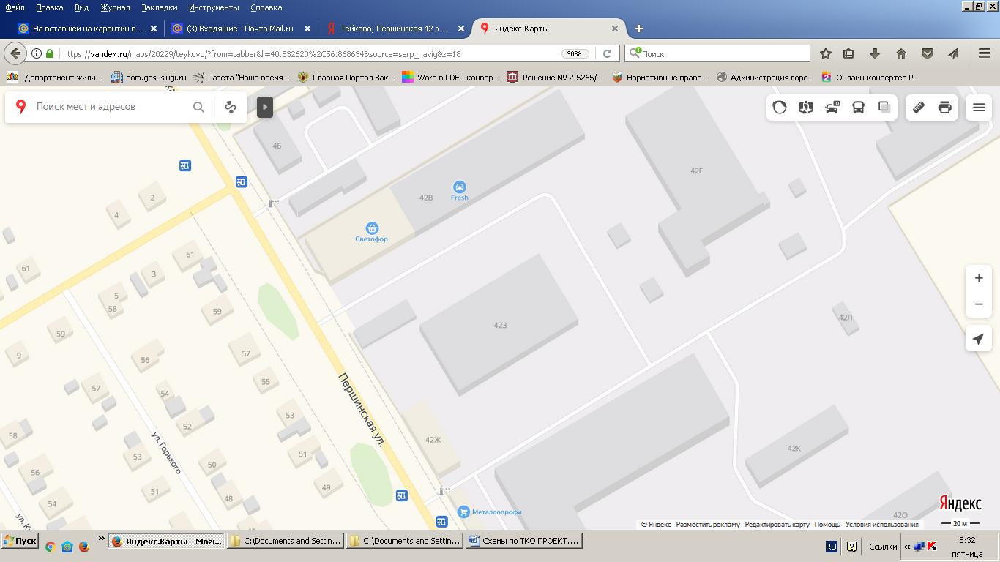 Файл Правка Вид Журнал Закладки Инструменты Справка
На вставшем на карантин в ... (3) Входящие - Почта Mail.ru Тейково, Першинская 42 з ... Яндекс.Карты
https://yandex.ru/maps/20229/teykovo/?from=tabbar&ll=40.532620%2C56.868634&source=serp_navig&z=18 90% Поиск
Департамент жили... dom.gosuslugi.ru Газета "Наше время... Главная Портал Зак... Word в PDF - конвер... Решение № 2-5265/... Нормативные право... Администрация горо... Онлайн-конвертер Р...
Поиск мест и адресов
46
42Г
2
42В
Fresh
4
Светофор
61
61
3
5
58
59
42Л
42З
59
57
9
56
55
57
54
53
Першинская ул.
52
58
42Ж
ул. Горького
42К
53
51
50
56
49
51
48
54
Металлопрофи
42О
ул. К
Яндекс
© Яндекс Разместить рекламу Редактировать карту Помощь Условия использования 20 м
Пуск Яндекс.Карты - Mozi... C:\Documents and Settin... C:\Documents and Settin... Схемы по ТКО ПРОЕКТ.... RU Ссылки « 8:32
пятница